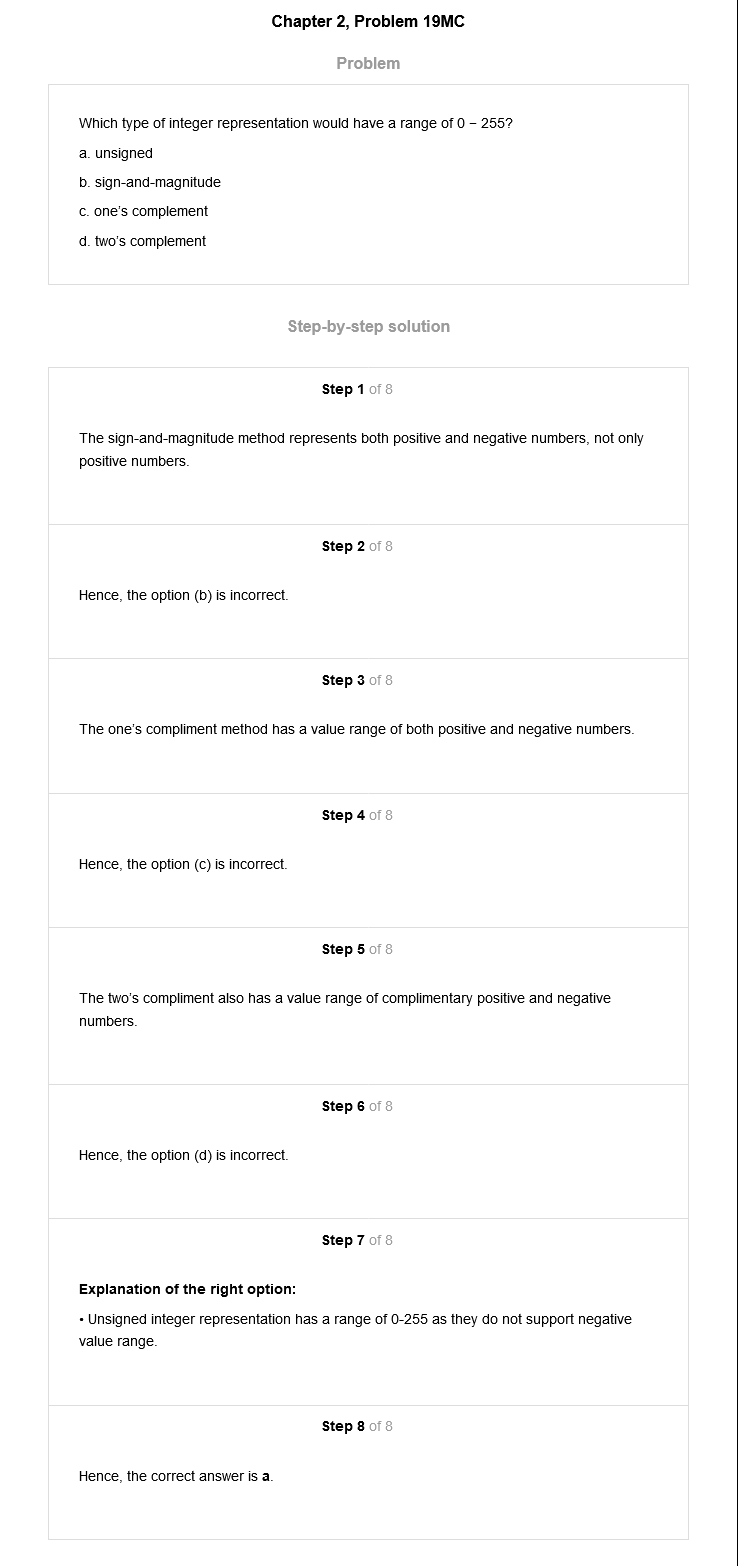 Chapter 2, Problem 19MC
Problem
Which type of integer representation would have a range of 0 – 255?
a. unsigned
b. sign-and-magnitude
c. one's complement
d. two's complement
Step-by-step solution
Step 1 of 8
The sign-and-magnitude method represents both positive and negative numbers, not only
positive numbers.
Step 2 of 8
Hence, the option (b) is incorrect.
Step 3 of 8
The one's compliment method has a value range of both positive and negative numbers.
Step 4 of 8
Hence, the option (c) is incorrect.
Step 5 of 8
The two's compliment also has a value range of complimentary positive and negative
numbers.
Step 6 of 8
Hence, the option (d) is incorrect.
Step 7 of 8
Explanation of the right option:
• Unsigned integer representation has a range of 0-255 as they do not support negative
value range.
Step 8 of 8
Hence, the correct answer is a.